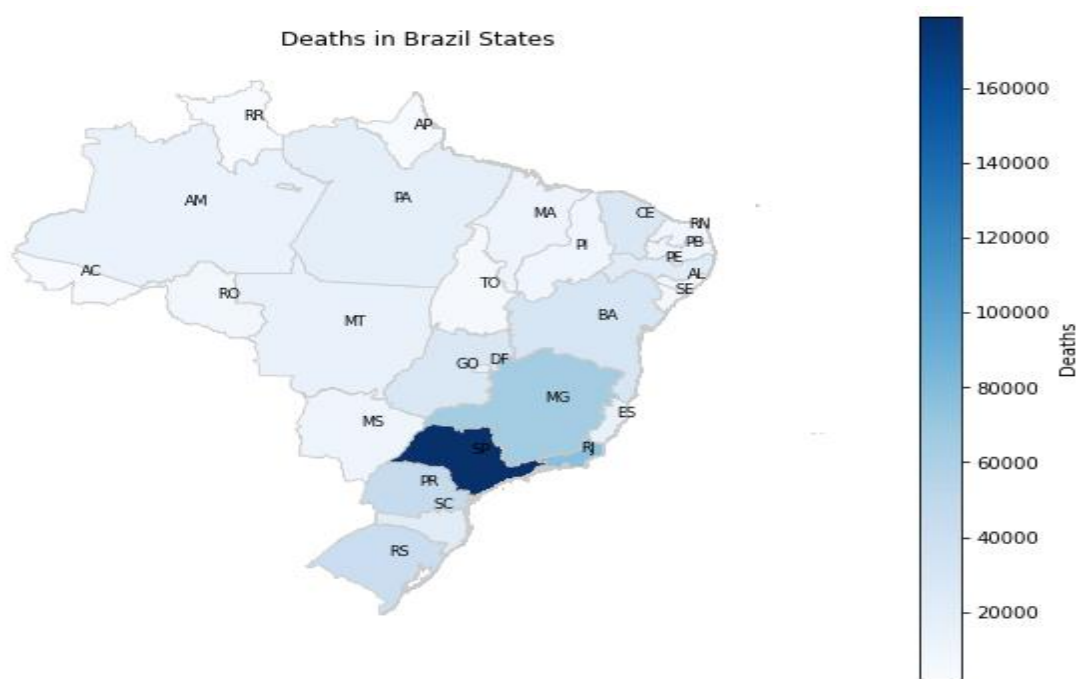 Deaths in Brazil States
RR
AP
AM
PA
MA
CE
RN
PI
PB
PE
AC
AL
TO
SE
RO
BA
MT
GO
DF
MG
MS
ES
SP
RJ
PR
SC
RS
160000
140000
120000
100000
80000
60000
40000
20000
Deaths